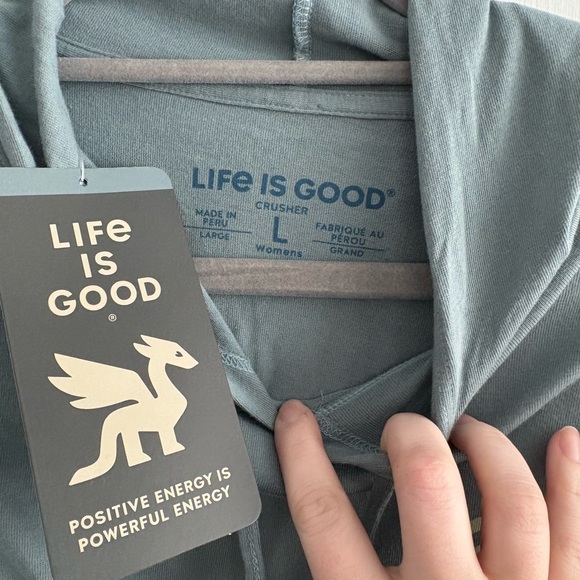 LIFe IS GOOD®
CRUSHER
MADE IN
PERU
LARGE
L
Womens
FABRIQUÉ AU
PÉROU
GRAND
LIFe
IS
GOOD
®
POSITIVE ENERGY IS
POWERFUL ENERGY